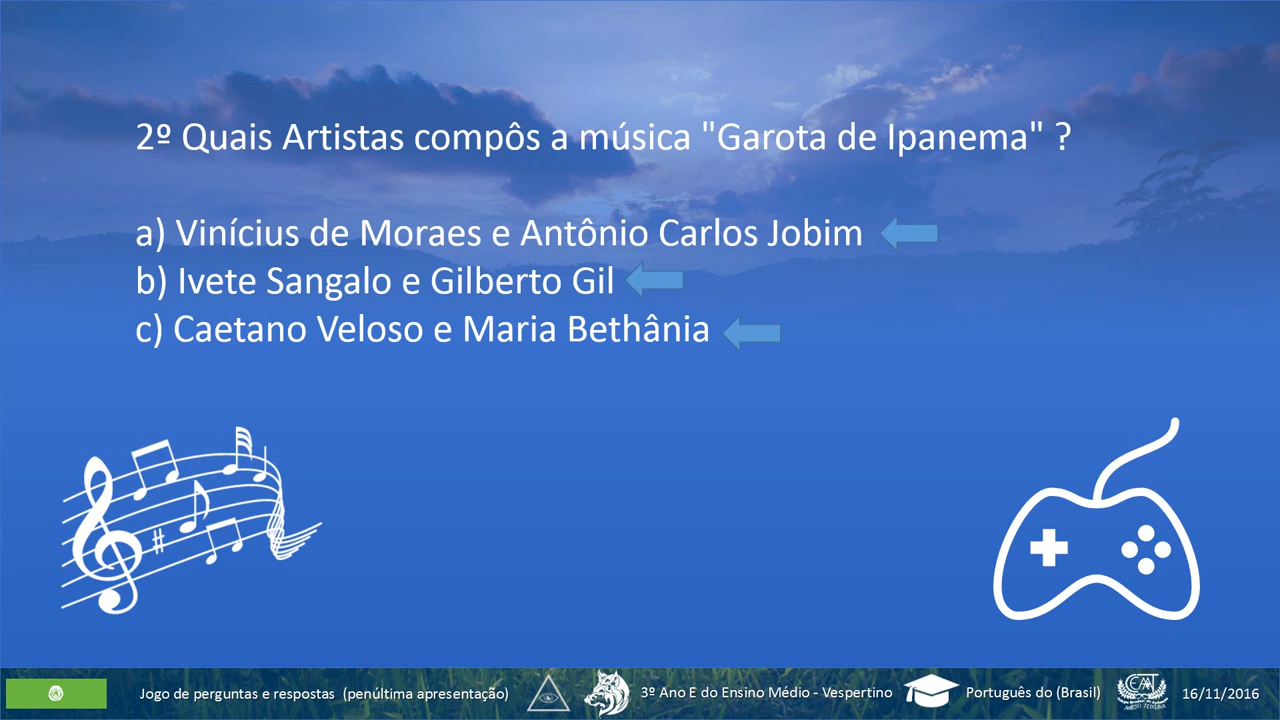 2º Quais Artistas compôs a música "Garota de Ipanema" ?
a) Vinícius de Moraes e Antônio Carlos Jobim
b) Ivete Sangalo e Gilberto Gil
c) Caetano Veloso e Maria Bethânia
Jogo de perguntas e respostas (penúltima apresentação)
3º Ano E do Ensino Médio - Vespertino
Português do (Brasil)
16/11/2016